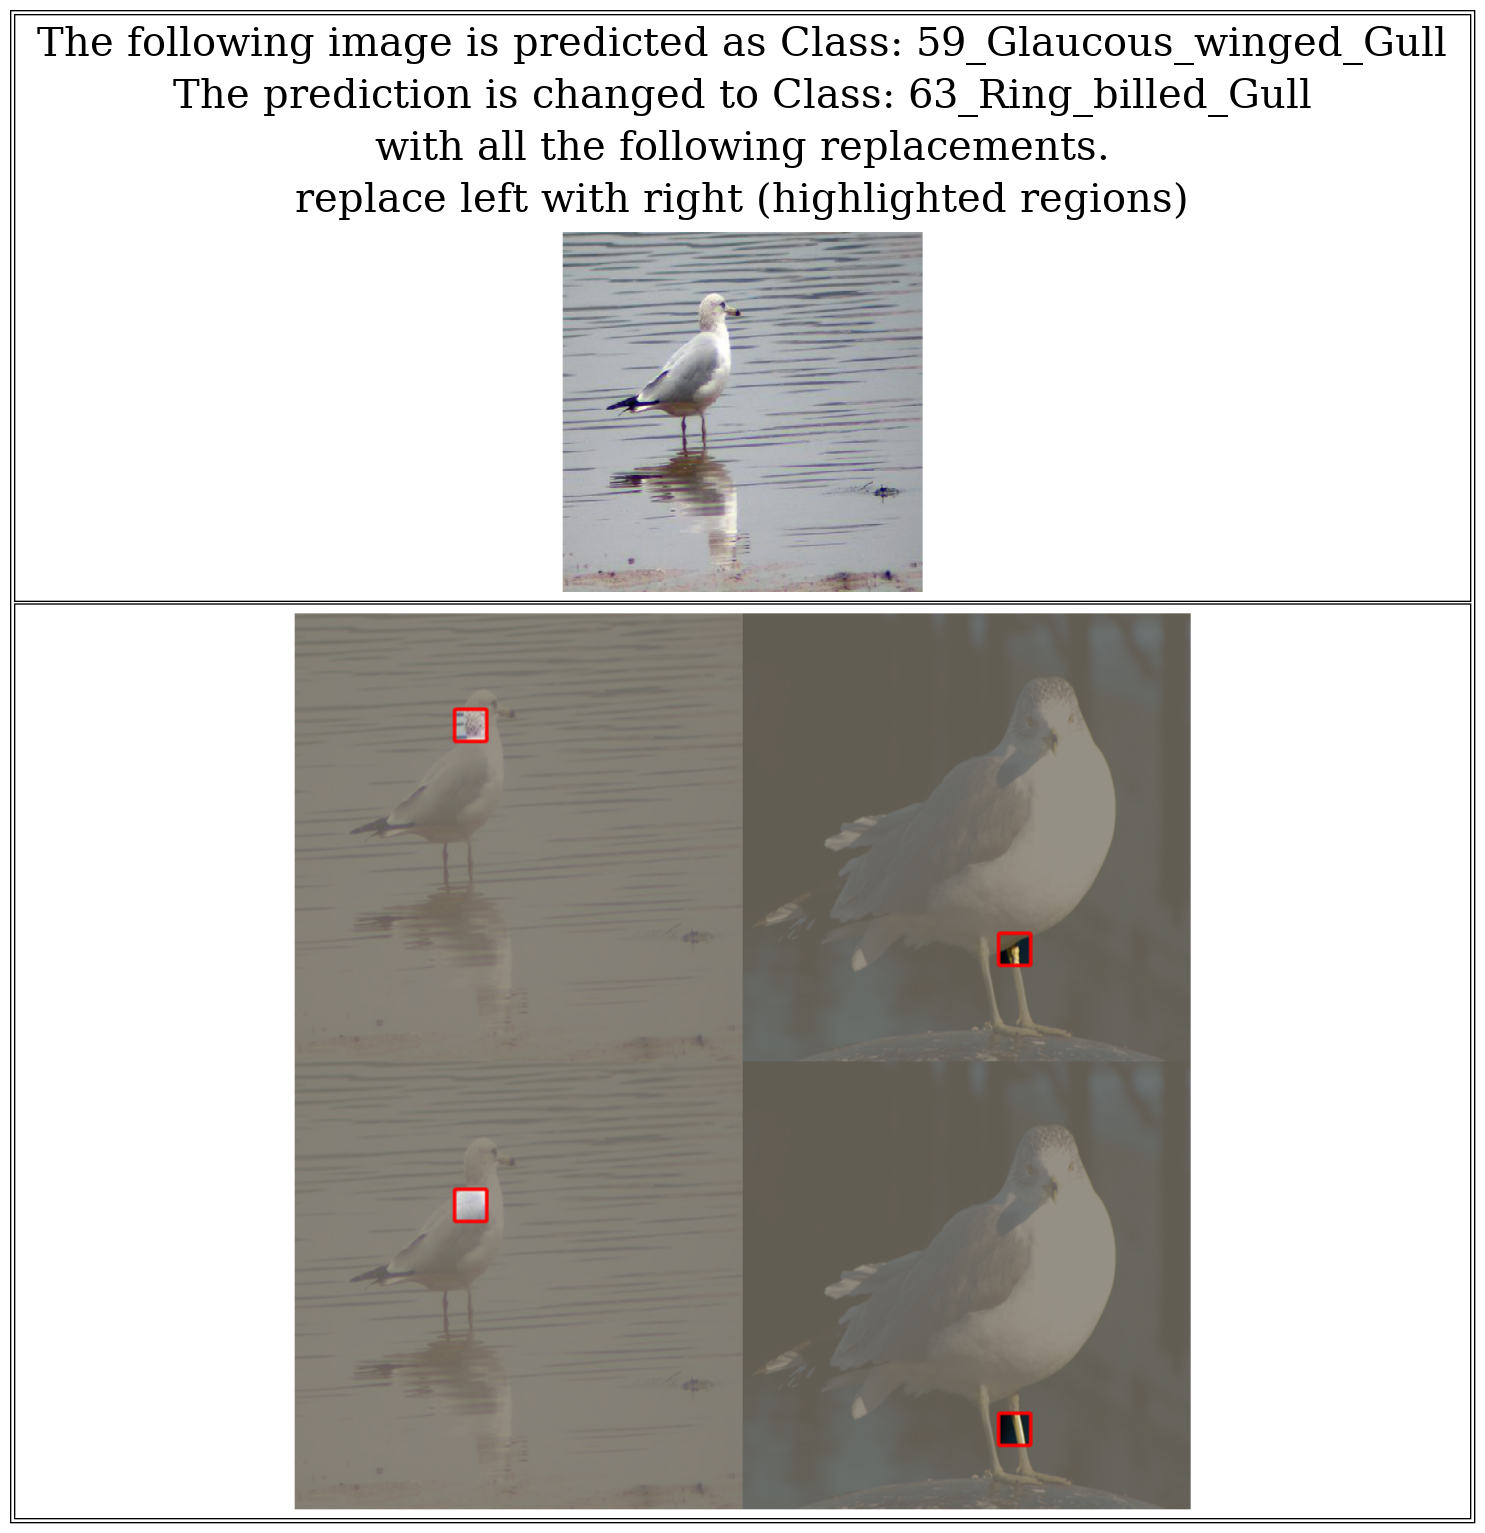 The following image is predicted as Class: 59_Glaucous_winged_Gull
The prediction is changed to Class: 63_Ring_billed_Gull
with all the following replacements.
replace left with right (highlighted regions)